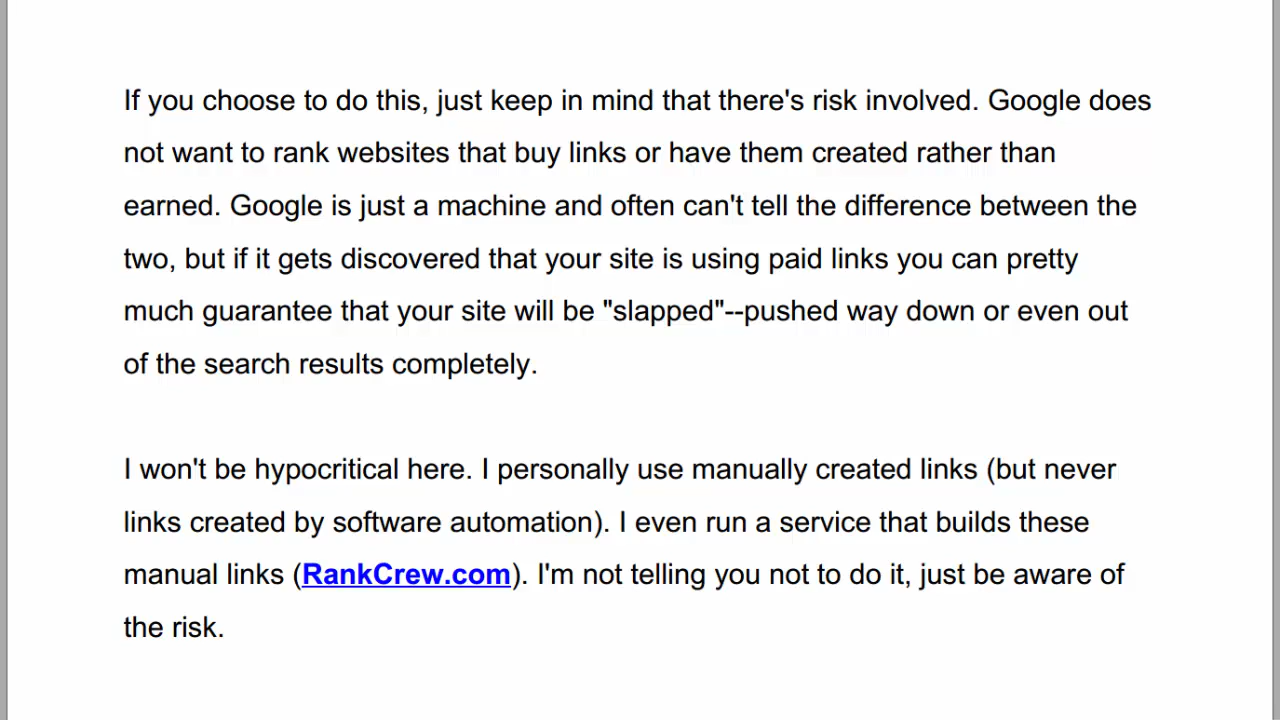 If you choose to do this, just keep in mind that there's risk involved. Google does
not want to rank websites that buy links or have them created rather than
earned. Google is just a machine and often can't tell the difference between the
two, but if it gets discovered that your site is using paid links you can pretty
much guarantee that your site will be "slapped"--pushed way down or even out
of the search results completely.
I won't be hypocritical here. I personally use manually created links (but never
links created by software automation). I even run a service that builds these
manual links (RankCrew.com). I'm not telling you not to do it, just be aware of
the risk.